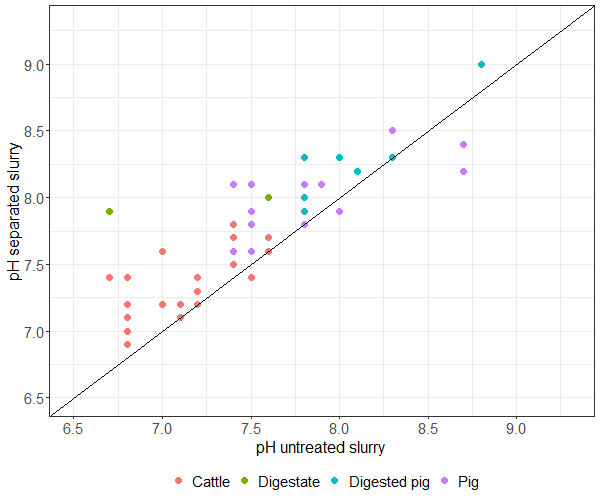 pH separated slurry
9.0
8.5
8.0
7.5
7.0
6.5
6.5 7.0 7.5 8.0 8.5 9.0
pH untreated slurry
Cattle Digestate Digested pig Pig